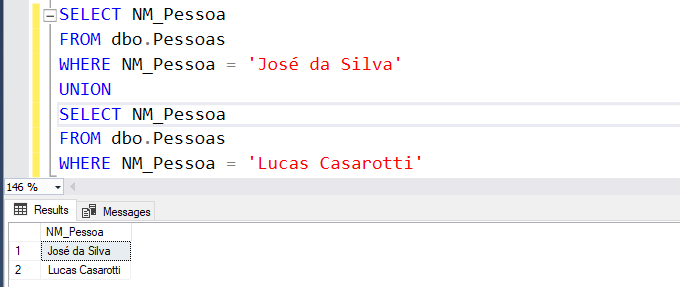 SELECT NM_Pessoa
FROM dbo.Pessoas
WHERE NM_Pessoa = 'José da Silva'
UNION
SELECT NM_Pessoa
FROM dbo.Pessoas
WHERE NM_Pessoa = 'Lucas Casarotti'
146 %
Results Messages
NM_Pessoa
1 José da Silva
2 Lucas Casarotti